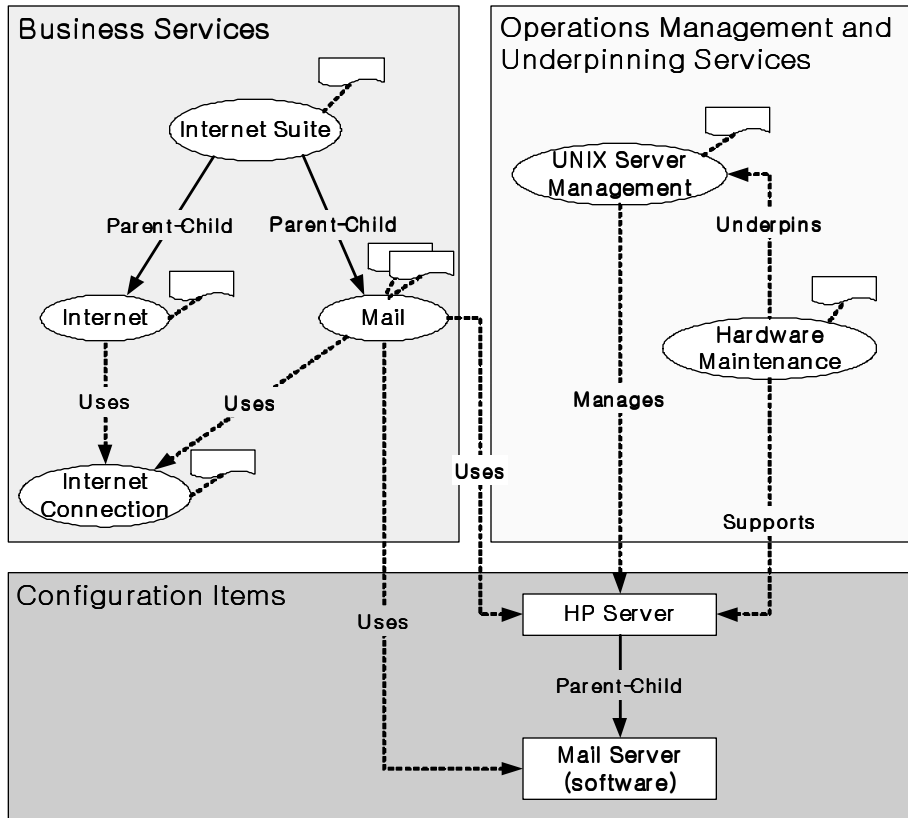 Business Services
Internet Suite
Parent-Child
Parent-Child
Internet
Mail
Uses
Uses
Internet
Connection
Uses
Operations Management and
Underpinning Services
UNIX Server
Management
Underpins
Hardware
Maintenance
Manages
Supports
Configuration Items
Uses
HP Server
Parent-Child
Mail Server
(software)